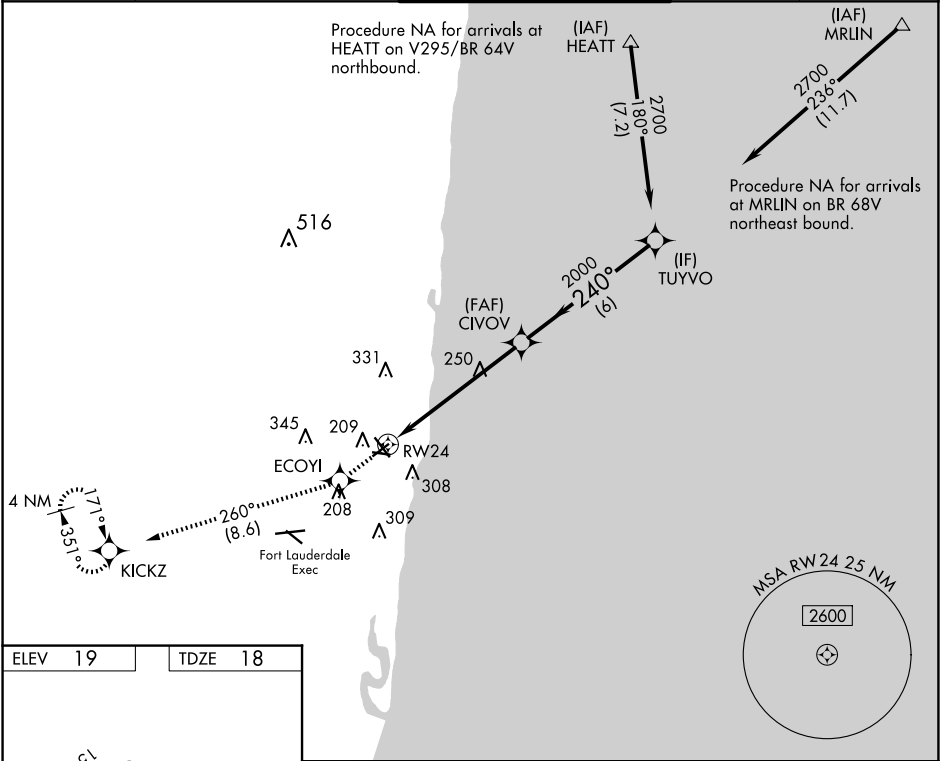 Procedure NA for arrivals at
HEATT on V295/BR 64V
northbound.
(IAF)
HEATT
(IAF)
MRLIN
2700
180°
(7.2)
2700
236°
(11.7)
Procedure NA for arrivals
at MRLIN on BR 68V
northeast bound.
516
(IF)
TUYVO
2000
240°
(6)
(FAF)
CIVOV
331
250
345
209
RW24
ECOYI
308
208
309
4 NM
171°
351°
260°
(8.6)
KICKZ
Fort Lauderdale
Exec
MSA RW24 25 NM
2600
ELEV 19
TDZE 18
15